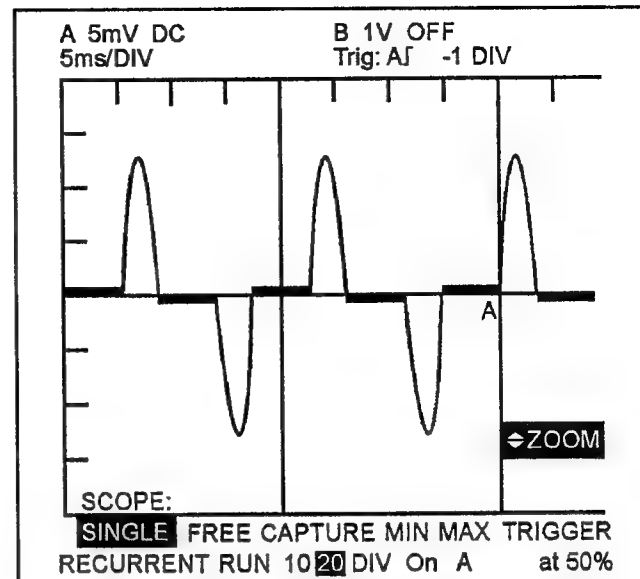 A 5mV DC B 1V OFF
5ms/DIV Trig: A∫ -1 DIV
A
ZOOM
SCOPE:
SINGLE FREE CAPTURE MIN MAX TRIGGER
RECURRENT RUN 10 20 DIV On A at 50%